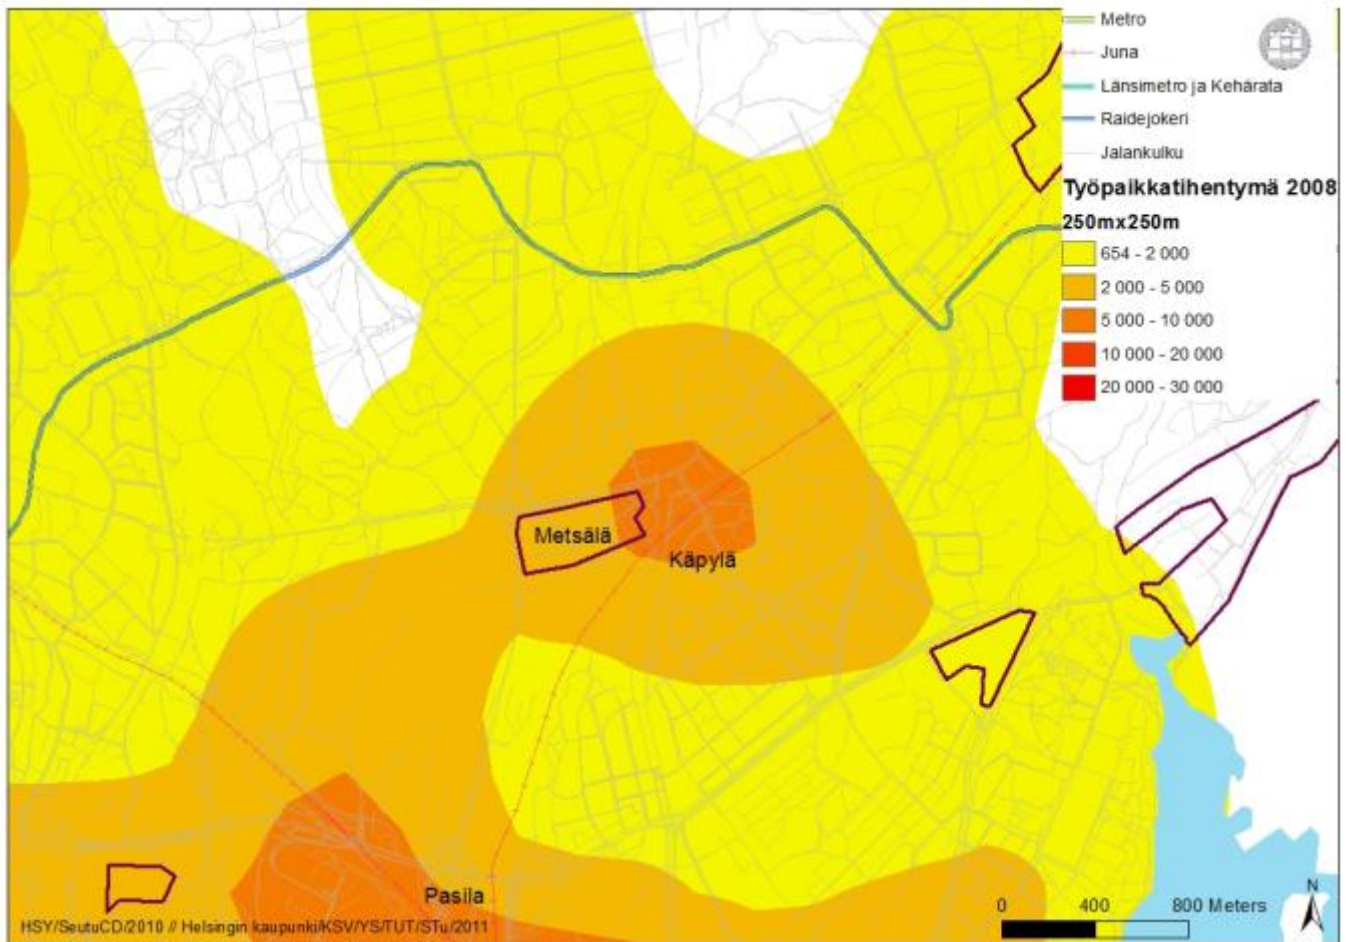 Metro
Juna
Länsimetro ja Kehärata
Raidejokeri
Jalankulku
Työpaikkatihentymä 2008
250mx250m
654 - 2 000
2 000 - 5 000
5 000 - 10 000
10 000 - 20 000
20 000 - 30 000
Metsälä
Käpylä
Pasila
0 400 800 Meters
N
HSY/SeutuCD/2010 // Helsingin kaupunki/KSV/YS/TUT/STu/2011